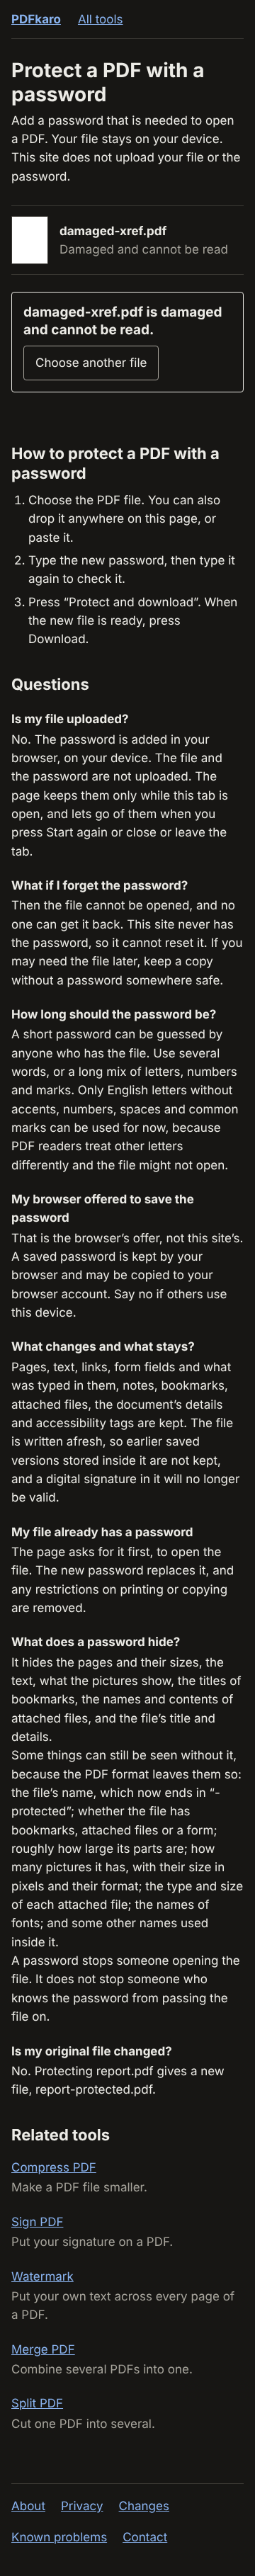 PDFkaro All tools
Protect a PDF with a
password
Add a password that is needed to open
a PDF. Your file stays on your device.
This site does not upload your file or the
password.
damaged-xref.pdf
Damaged and cannot be read
damaged-xref.pdf is damaged
and cannot be read.
Choose another file
How to protect a PDF with a
password
1. Choose the PDF file. You can also
drop it anywhere on this page, or
paste it.
2. Type the new password, then type it
again to check it.
3. Press “Protect and download”. When
the new file is ready, press
Download.
Questions
Is my file uploaded?
No. The password is added in your
browser, on your device. The file and
the password are not uploaded. The
page keeps them only while this tab is
open, and lets go of them when you
press Start again or close or leave the
tab.
What if I forget the password?
Then the file cannot be opened, and no
one can get it back. This site never has
the password, so it cannot reset it. If you
may need the file later, keep a copy
without a password somewhere safe.
How long should the password be?
A short password can be guessed by
anyone who has the file. Use several
words, or a long mix of letters, numbers
and marks. Only English letters without
accents, numbers, spaces and common
marks can be used for now, because
PDF readers treat other letters
differently and the file might not open.
My browser offered to save the
password
That is the browser’s offer, not this site’s.
A saved password is kept by your
browser and may be copied to your
browser account. Say no if others use
this device.
What changes and what stays?
Pages, text, links, form fields and what
was typed in them, notes, bookmarks,
attached files, the document’s details
and accessibility tags are kept. The file
is written afresh, so earlier saved
versions stored inside it are not kept,
and a digital signature in it will no longer
be valid.
My file already has a password
The page asks for it first, to open the
file. The new password replaces it, and
any restrictions on printing or copying
are removed.
What does a password hide?
It hides the pages and their sizes, the
text, what the pictures show, the titles of
bookmarks, the names and contents of
attached files, and the file’s title and
details.
Some things can still be seen without it,
because the PDF format leaves them so:
the file’s name, which now ends in “-
protected”; whether the file has
bookmarks, attached files or a form;
roughly how large its parts are; how
many pictures it has, with their size in
pixels and their format; the type and size
of each attached file; the names of
fonts; and some other names used
inside it.
A password stops someone opening the
file. It does not stop someone who
knows the password from passing the
file on.
Is my original file changed?
No. Protecting report.pdf gives a new
file, report-protected.pdf.
Related tools
Compress PDF
Make a PDF file smaller.
Sign PDF
Put your signature on a PDF.
Watermark
Put your own text across every page of
a PDF.
Merge PDF
Combine several PDFs into one.
Split PDF
Cut one PDF into several.
About Privacy Changes
Known problems Contact